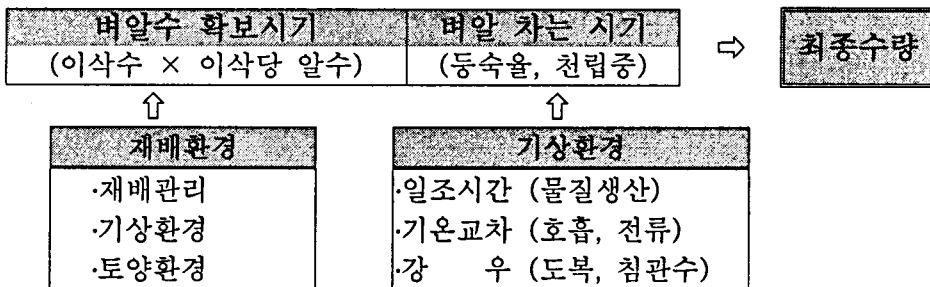 벼알수 확보시기 벼알 차는 시기 ⇨ 최종수량
(이삭수 × 이삭당 알수) (등숙율, 천립중)
⇧ ⇧
재배환경 기상환경
·재배관리 ·일조시간 (물질생산)
·기상환경 ·기온교차 (호흡, 전류)
·토양환경 ·강 우 (도복, 침관수)